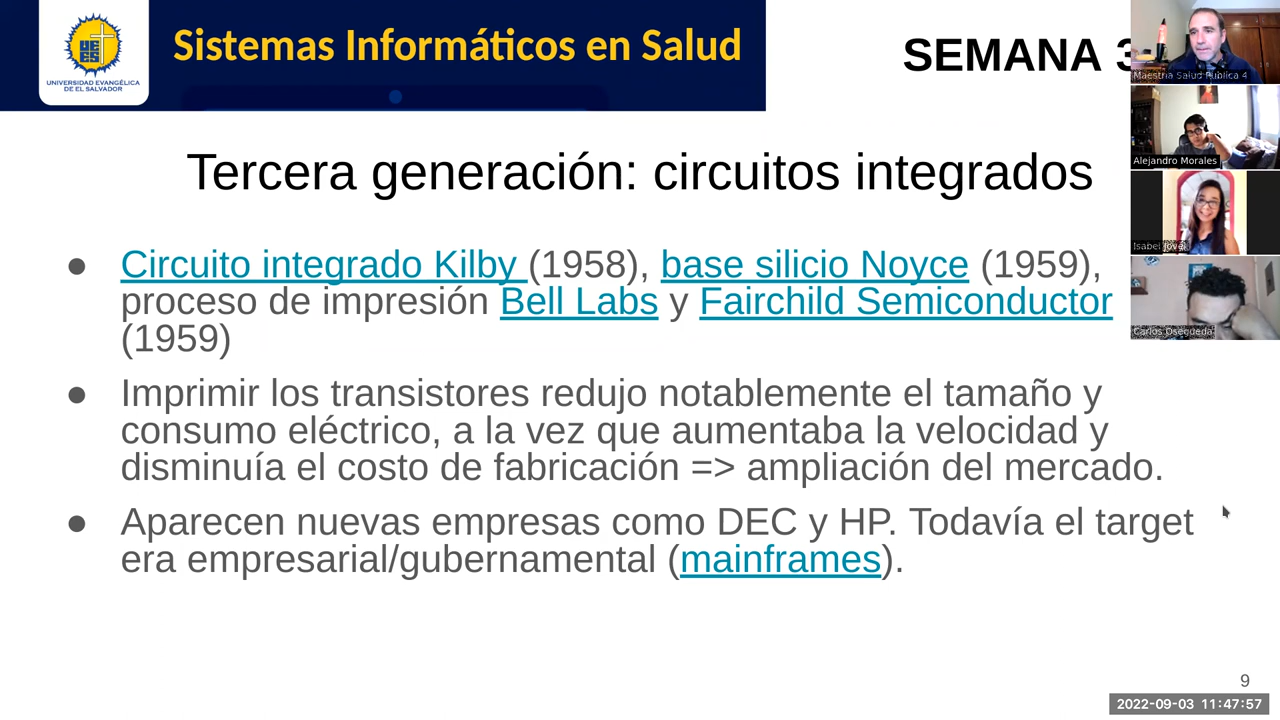 UNIVERSIDAD EVANGÉLICA
DE EL SALVADOR
Sistemas Informáticos en Salud
SEMANA 3
Maestria Salud Publica 4
Alejandro Morales
Isabel Jovel
Carlos Osegueda
Tercera generación: circuitos integrados
● Circuito integrado Kilby (1958), base silicio Noyce (1959),
proceso de impresión Bell Labs y Fairchild Semiconductor
(1959)
● Imprimir los transistores redujo notablemente el tamaño y
consumo eléctrico, a la vez que aumentaba la velocidad y
disminuía el costo de fabricación => ampliación del mercado.
● Aparecen nuevas empresas como DEC y HP. Todavía el target
era empresarial/gubernamental (mainframes).
9
2022-09-03 11:47:57